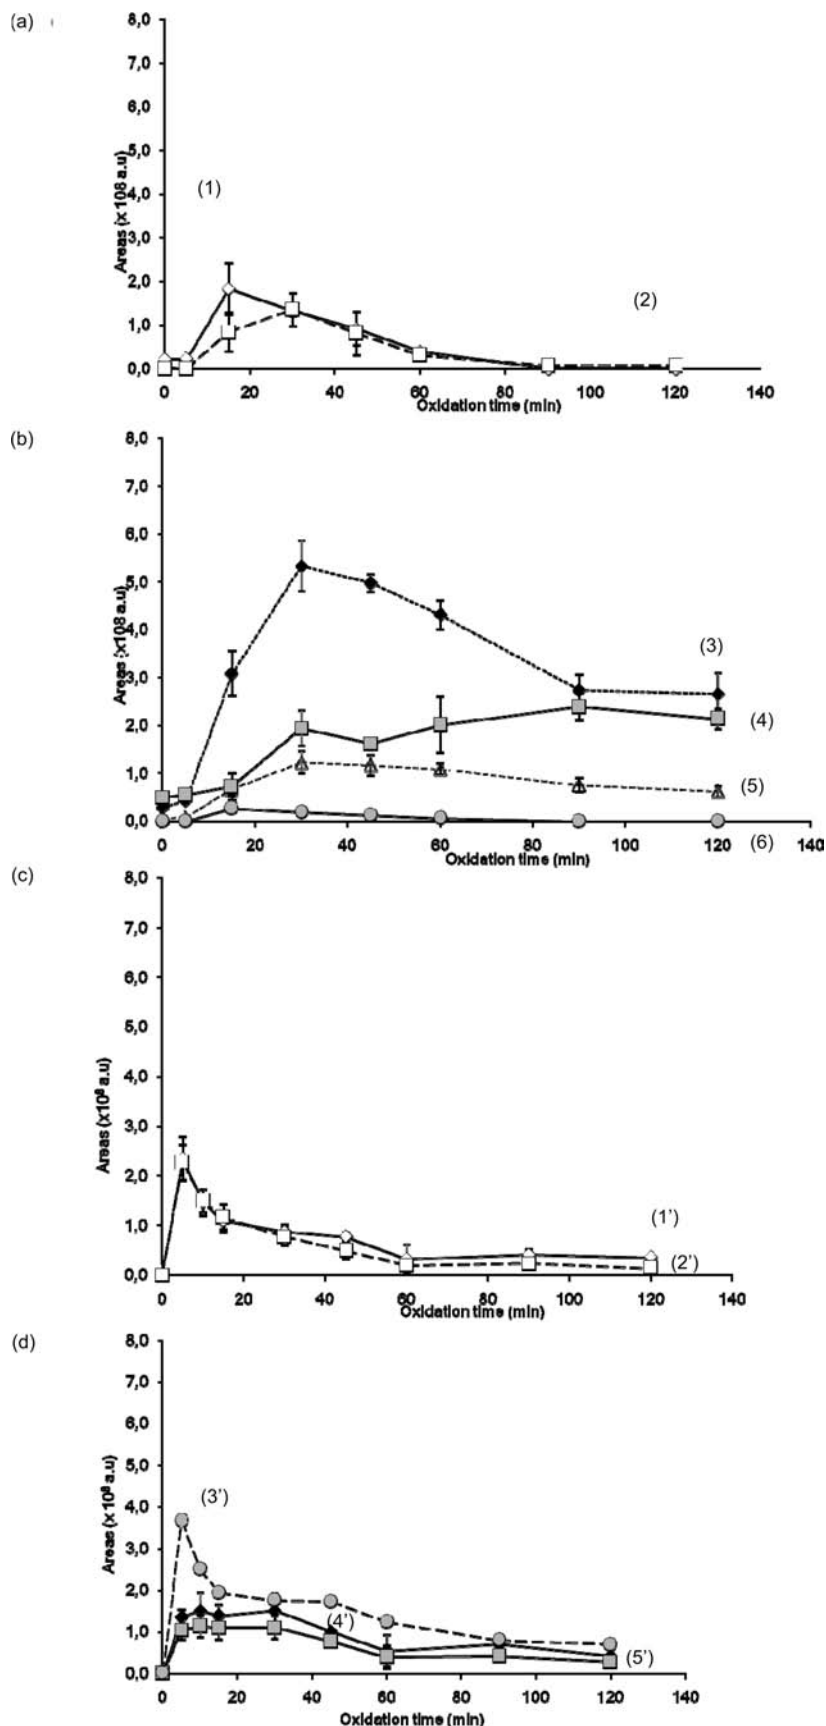 (a)
8,0
7,0
6,0
5,0
4,0
3,0
2,0
1,0
0,0
Areas (x 108 a.u)
(1)
(2)
0 20 40 60 80 100 120 140
Oxidation time (min)
(b)
8,0
7,0
6,0
5,0
4,0
3,0
2,0
1,0
0,0
Areas (x108 a.u)
(3)
(4)
(5)
(6)
0 20 40 60 80 100 120 140
Oxidation time (min)
(c)
8,0
7,0
6,0
5,0
4,0
3,0
2,0
1,0
0,0
Areas (x10⁸ a.u)
(1')
(2')
0 20 40 60 80 100 120 140
Oxidation time (min)
(d)
8,0
7,0
6,0
5,0
4,0
3,0
2,0
1,0
0,0
Areas (x 10⁸ a.u)
(3')
(4')
(5')
0 20 40 60 80 100 120 140
Oxidation time (min)